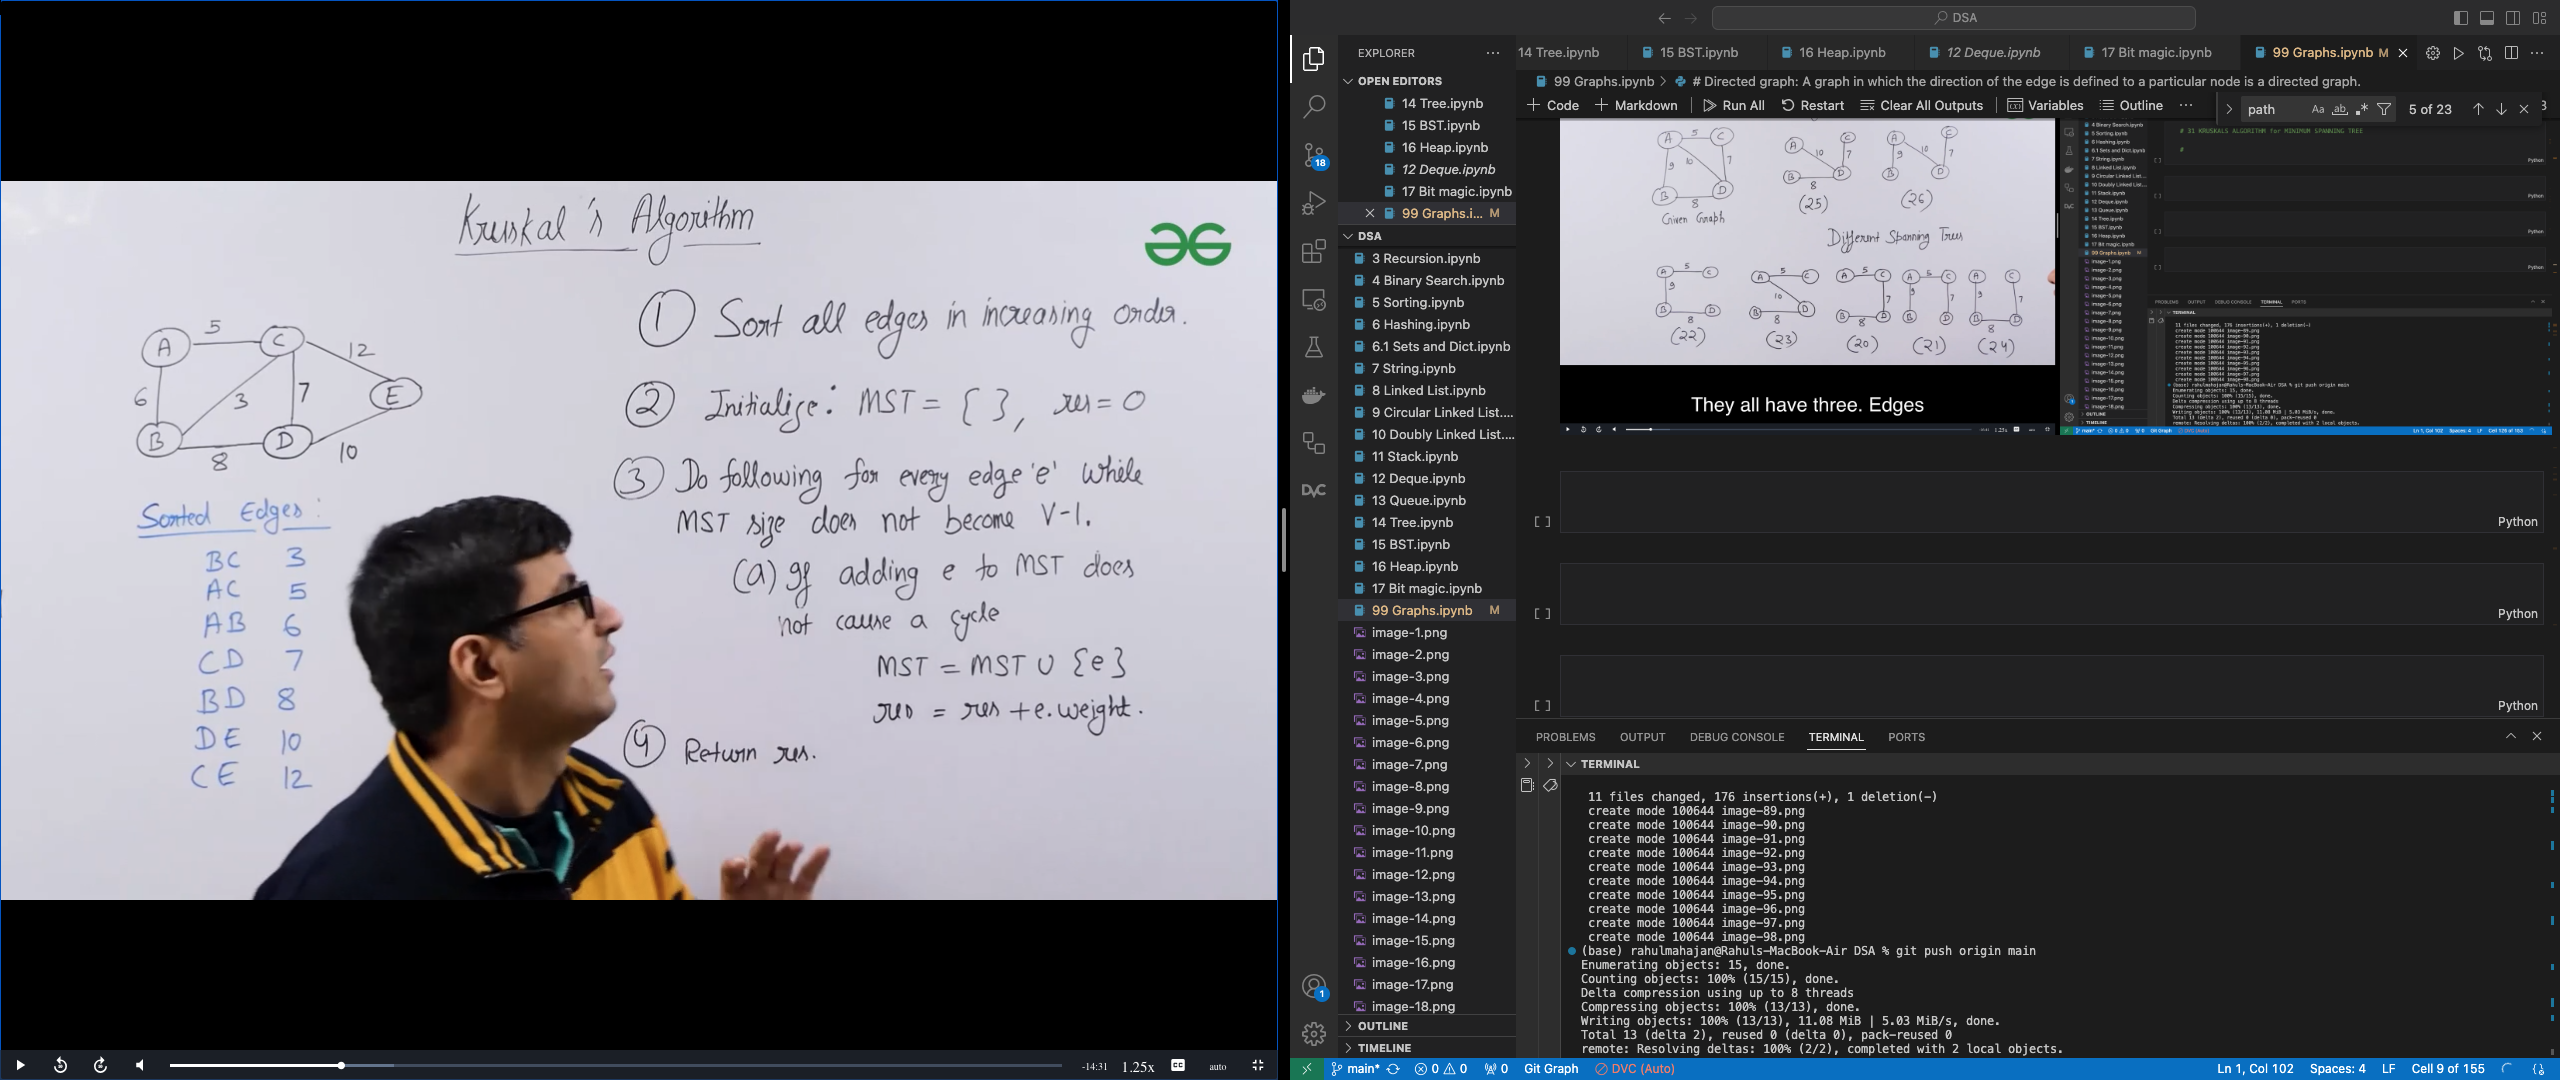 Kruskal's Algorithm
① Sort all edges in increasing order.
② Initialize: MST = { }, res = 0
③ Do following for every edge 'e' while
MST size does not become V-1.
(a) If adding e to MST does
not cause a cycle
MST = MST ∪ {e}
res = res + e.weight.
④ Return res.
A
5
C
12
6
3
7
E
B
8
D
10
Sorted Edges:
BC 3
AC 5
AB 6
CD 7
BD 8
DE 10
CE 12
-14:31
1.25x
CC
auto
DSA
EXPLORER
OPEN EDITORS
14 Tree.ipynb
15 BST.ipynb
16 Heap.ipynb
12 Deque.ipynb
17 Bit magic.ipynb
99 Graphs.i... M
DSA
3 Recursion.ipynb
4 Binary Search.ipynb
5 Sorting.ipynb
6 Hashing.ipynb
6.1 Sets and Dict.ipynb
7 String.ipynb
8 Linked List.ipynb
9 Circular Linked List....
10 Doubly Linked List....
11 Stack.ipynb
12 Deque.ipynb
13 Queue.ipynb
14 Tree.ipynb
15 BST.ipynb
16 Heap.ipynb
17 Bit magic.ipynb
99 Graphs.ipynb M
image-1.png
image-2.png
image-3.png
image-4.png
image-5.png
image-6.png
image-7.png
image-8.png
image-9.png
image-10.png
image-11.png
image-12.png
image-13.png
image-14.png
image-15.png
image-16.png
image-17.png
image-18.png
OUTLINE
TIMELINE
18
DVC
1
14 Tree.ipynb 15 BST.ipynb 16 Heap.ipynb 12 Deque.ipynb 17 Bit magic.ipynb 99 Graphs.ipynb M
99 Graphs.ipynb > # Directed graph: A graph in which the direction of the edge is defined to a particular node is a directed graph.
+ Code + Markdown Run All Restart Clear All Outputs Variables Outline ...
path Aa ab 5 of 23
Given Graph
(25)
(26)
Different Spanning Trees
(22) (23) (20) (21) (24)
They all have three. Edges
# 31 KRUSKALS ALGORITHM for MINIMUM SPANNING TREE
[ ] Python
[ ] Python
[ ] Python
PROBLEMS OUTPUT DEBUG CONSOLE TERMINAL PORTS
TERMINAL
11 files changed, 176 insertions(+), 1 deletion(-)
create mode 100644 image-89.png
create mode 100644 image-90.png
create mode 100644 image-91.png
create mode 100644 image-92.png
create mode 100644 image-93.png
create mode 100644 image-94.png
create mode 100644 image-95.png
create mode 100644 image-96.png
create mode 100644 image-97.png
create mode 100644 image-98.png
(base) rahulmahajan@Rahuls-MacBook-Air DSA % git push origin main
Enumerating objects: 15, done.
Counting objects: 100% (15/15), done.
Delta compression using up to 8 threads
Compressing objects: 100% (13/13), done.
Writing objects: 100% (13/13), 11.08 MiB | 5.03 MiB/s, done.
Total 13 (delta 2), reused 0 (delta 0), pack-reused 0
remote: Resolving deltas: 100% (2/2), completed with 2 local objects.
main* 0 0 0 Git Graph DVC (Auto) Ln 1, Col 102 Spaces: 4 LF Cell 9 of 155